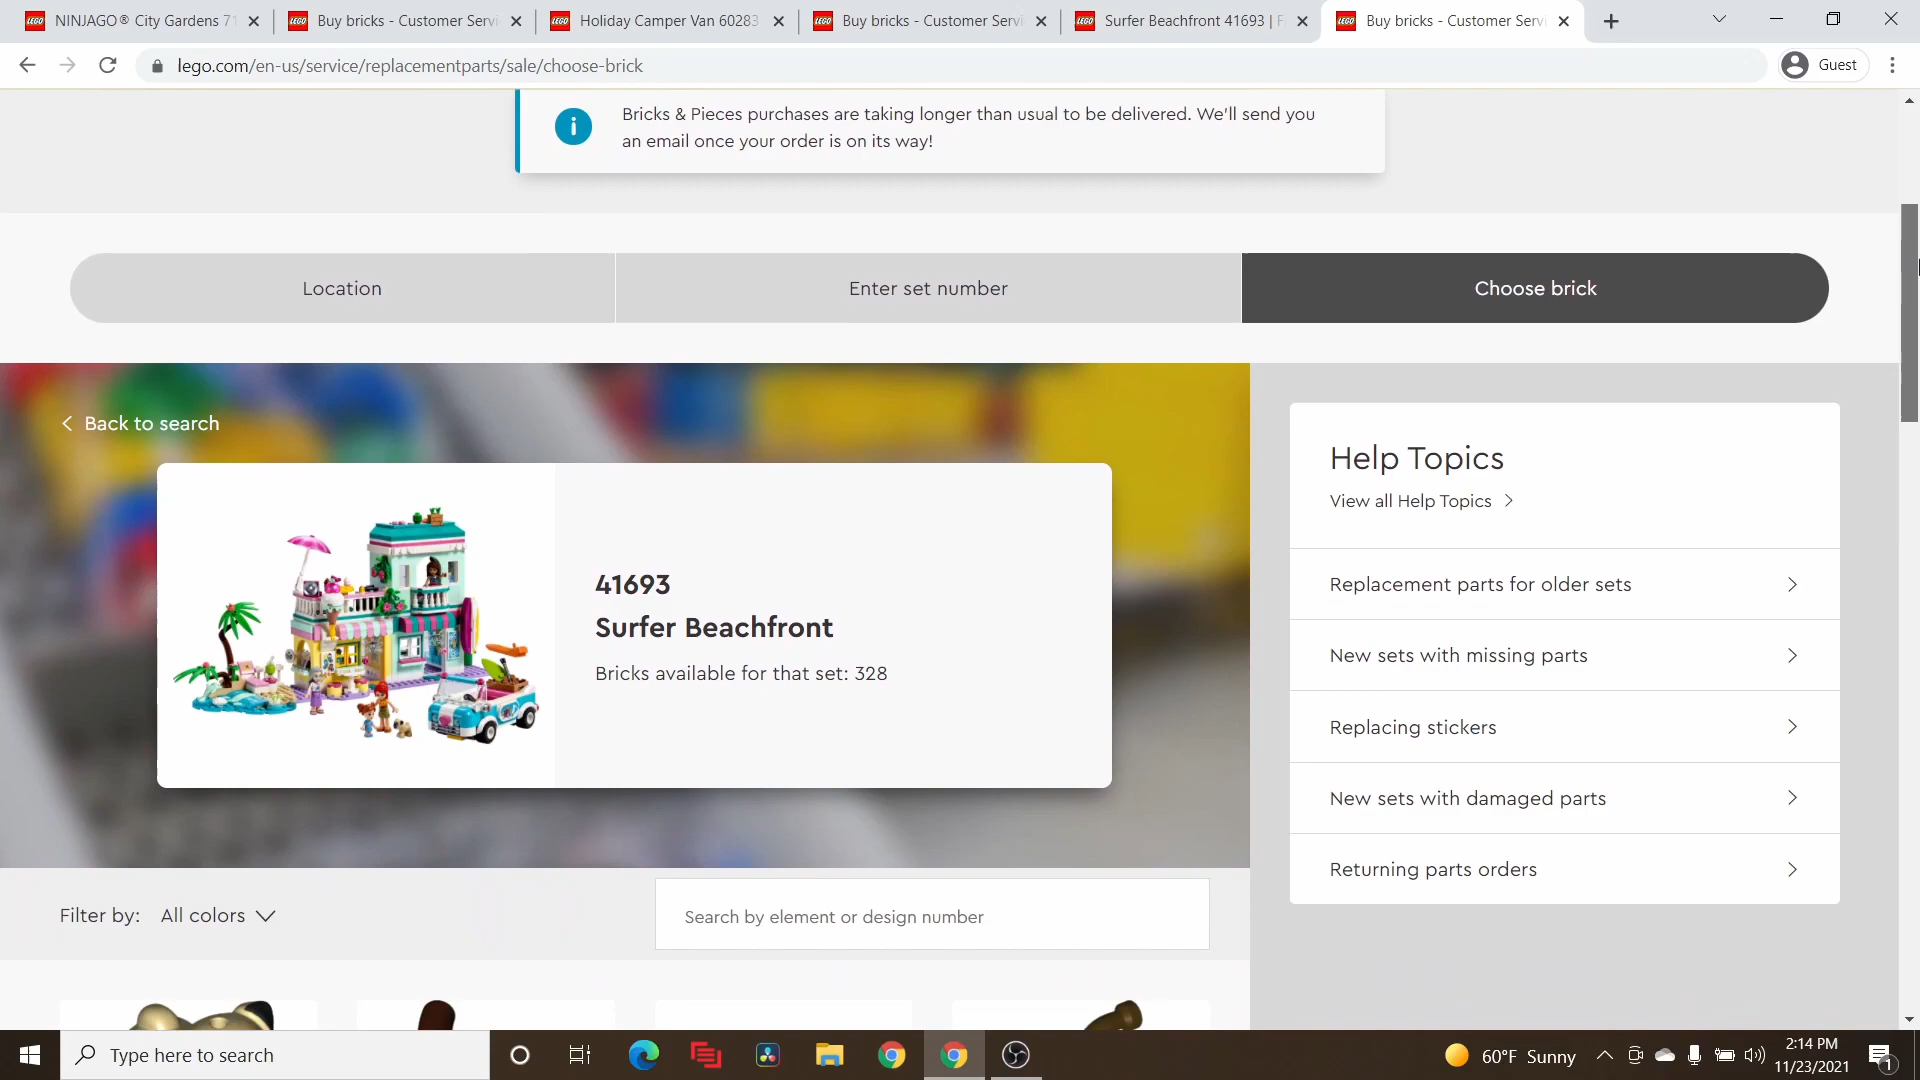 NINJAGO® City Gardens 71
Buy bricks - Customer Servi
Holiday Camper Van 60283
Buy bricks - Customer Servi
Surfer Beachfront 41693 | F
Buy bricks - Customer Serv
lego.com/en-us/service/replacementparts/sale/choose-brick
Guest
Bricks & Pieces purchases are taking longer than usual to be delivered. We'll send you
an email once your order is on its way!
Location
Enter set number
Choose brick
Back to search
41693
Surfer Beachfront
Bricks available for that set: 328
Help Topics
View all Help Topics
Replacement parts for older sets
New sets with missing parts
Replacing stickers
New sets with damaged parts
Returning parts orders
Filter by: All colors
Search by element or design number
Type here to search
60°F Sunny
2:14 PM
11/23/2021
1